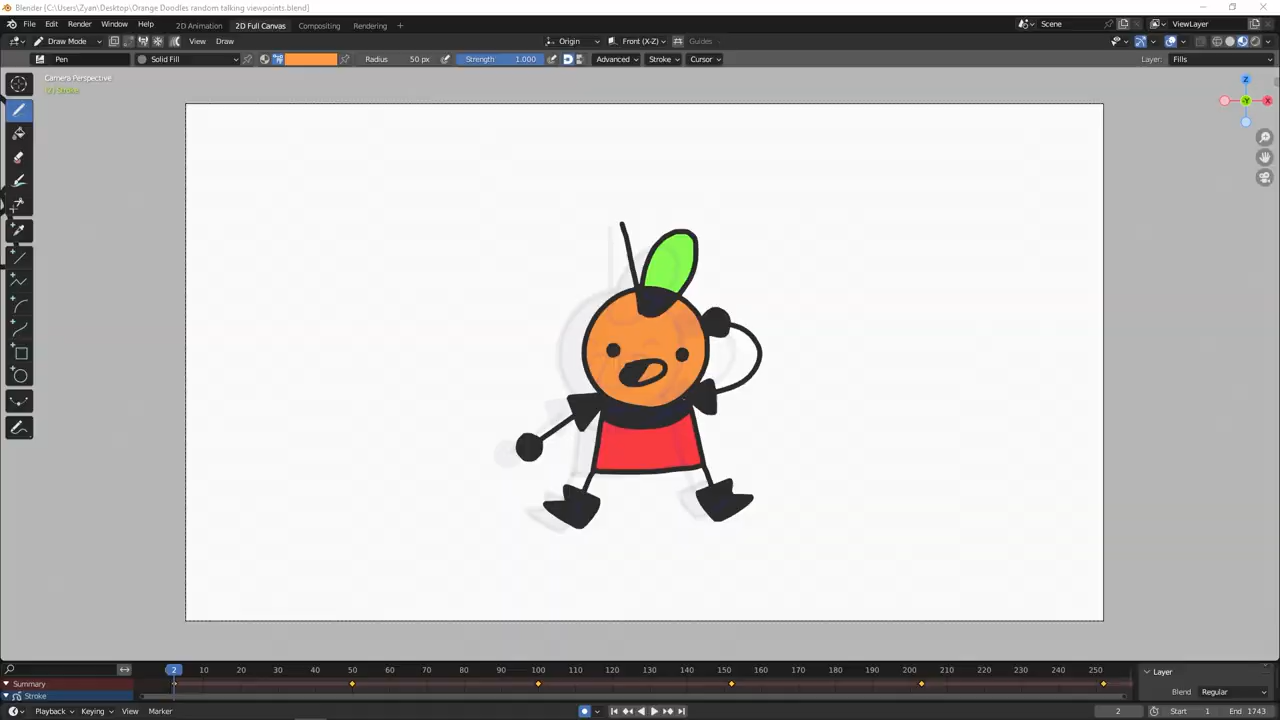 Blender [C:\Users\Zyan\Desktop\Orange Doodles random talking viewpoints.blend]
File Edit Render Window Help 2D Animation 2D Full Canvas Compositing Rendering + Scene ViewLayer
Draw Mode View Draw Origin Front (X-Z) Guides
Pen Solid Fill Radius 50 px Strength 1.000 Advanced Stroke Cursor Layer: Fills
Camera Perspective
Z
Y X
2 10 20 30 40 50 60 70 80 90 100 110 120 130 140 150 160 170 180 190 200 210 220 230 240 250 Layer
Summary
Stroke Blend Regular
Playback Keying View Marker 2 Start 1 End 1743